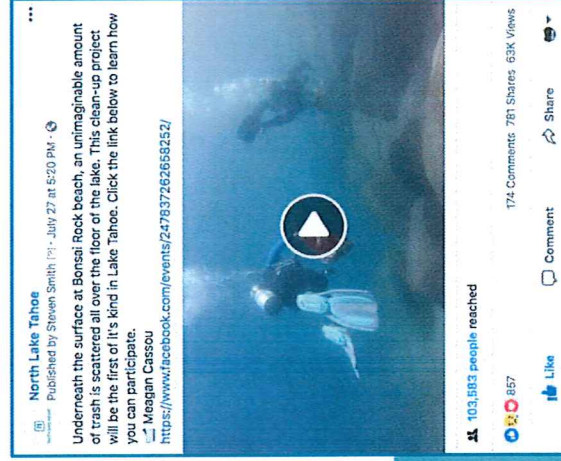 North Lake Tahoe
Published by Steven Smith [?] · July 27 at 5:20 PM ·
Underneath the surface at Bonsai Rock beach, an unimaginable amount
of trash is scattered all over the floor of the lake. This clean-up project
will be the first of it's kind in Lake Tahoe. Click the link below to learn how
you can participate.
Meagan Cassou
https://www.facebook.com/events/2478372626658252/
103,583 people reached
857
174 Comments 781 Shares 63K Views
Like
Comment
Share